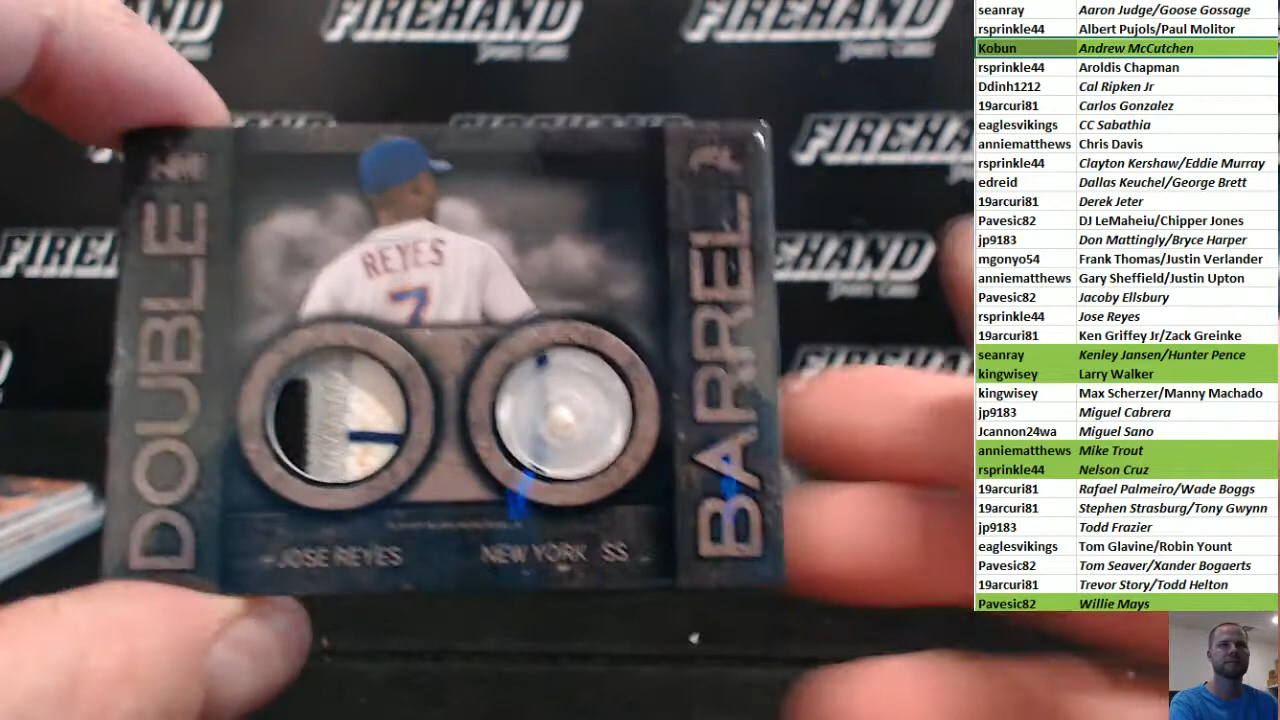 FIREHAND
FIREHAND
FIREHAND
FIREHAND
FIREHAND
FIREHAND
DOUBLE
REYES
7
BARREL
JOSE REYES
NEW YORK SS
seanray Aaron Judge/Goose Gossage
rsprinkle44 Albert Pujols/Paul Molitor
Kobun Andrew McCutchen
rsprinkle44 Aroldis Chapman
Ddinh1212 Cal Ripken Jr
19arcuri81 Carlos Gonzalez
eaglesvikings CC Sabathia
anniematthews Chris Davis
rsprinkle44 Clayton Kershaw/Eddie Murray
edreid Dallas Keuchel/George Brett
19arcuri81 Derek Jeter
Pavesic82 DJ LeMaheiu/Chipper Jones
jp9183 Don Mattingly/Bryce Harper
mgonyo54 Frank Thomas/Justin Verlander
anniematthews Gary Sheffield/Justin Upton
Pavesic82 Jacoby Ellsbury
rsprinkle44 Jose Reyes
19arcuri81 Ken Griffey Jr/Zack Greinke
seanray Kenley Jansen/Hunter Pence
kingwisey Larry Walker
kingwisey Max Scherzer/Manny Machado
jp9183 Miguel Cabrera
Jcannon24wa Miguel Sano
anniematthews Mike Trout
rsprinkle44 Nelson Cruz
19arcuri81 Rafael Palmeiro/Wade Boggs
19arcuri81 Stephen Strasburg/Tony Gwynn
jp9183 Todd Frazier
eaglesvikings Tom Glavine/Robin Yount
Pavesic82 Tom Seaver/Xander Bogaerts
19arcuri81 Trevor Story/Todd Helton
Pavesic82 Willie Mays